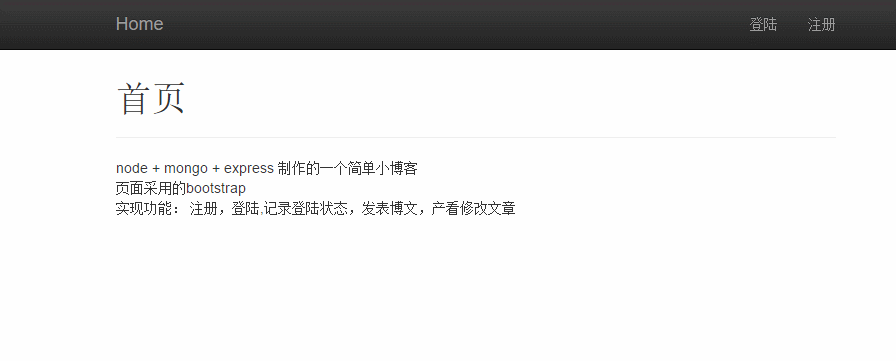 Home 登陆 注册
首页
node + mongo + express 制作的一个简单小博客
页面采用的bootstrap
实现功能： 注册，登陆,记录登陆状态，发表博文，产看修改文章